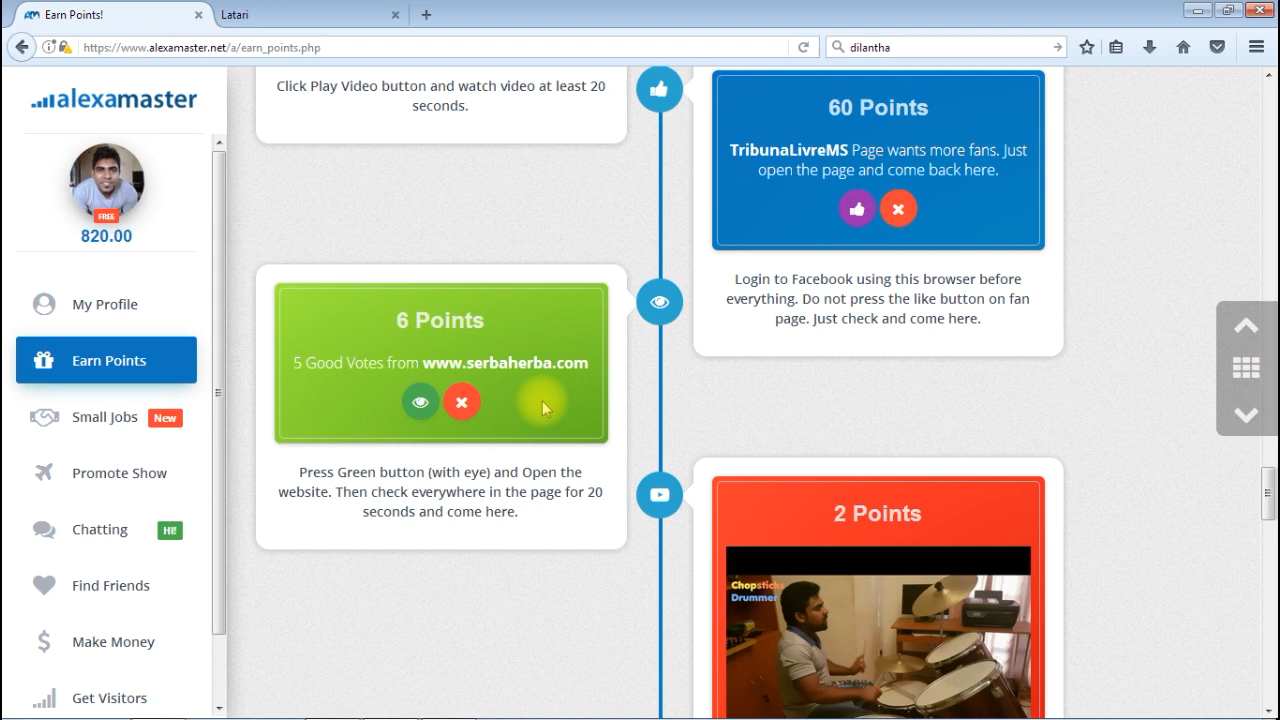 Earn Points!
Latari
https://www.alexamaster.net/a/earn_points.php
dilantha
alexamaster
FREE
820.00
My Profile
Earn Points
Small Jobs New
Promote Show
Chatting HI!
Find Friends
Make Money
Get Visitors
Click Play Video button and watch video at least 20
seconds.
60 Points
TribunaLivreMS Page wants more fans. Just
open the page and come back here.
Login to Facebook using this browser before
everything. Do not press the like button on fan
page. Just check and come here.
6 Points
5 Good Votes from www.serbaherba.com
Press Green button (with eye) and Open the
website. Then check everywhere in the page for 20
seconds and come here.
2 Points
Chopsticks
Drummer